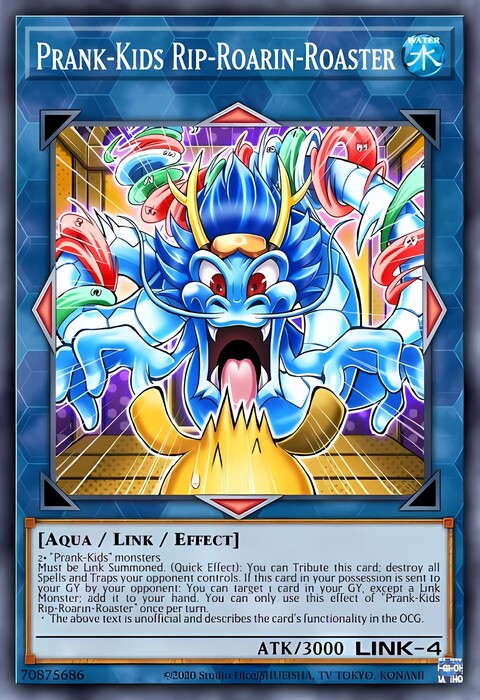 Prank-Kids Rip-Roarin-Roaster
WATER
水
[Aqua / Link / Effect]
2+ "Prank-Kids" monsters
Must be Link Summoned. (Quick Effect): You can Tribute this card; destroy all
Spells and Traps your opponent controls. If this card in your possession is sent to
your GY by your opponent: You can target 1 card in your GY, except a Link
Monster; add it to your hand. You can only use this effect of "Prank-Kids
Rip-Roarin-Roaster" once per turn.
* The above text is unofficial and describes the card's functionality in the OCG.
ATK/3000 LINK-4
70875686 ©2020 Studio Dice/SHUEISHA, TV TOKYO, KONAMI